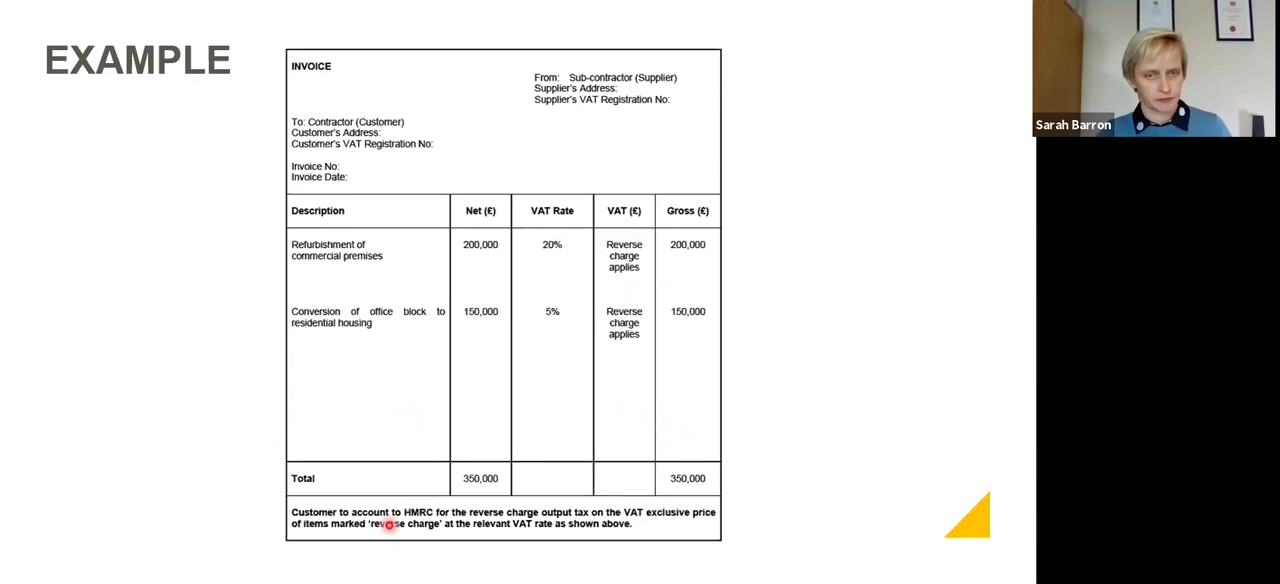 EXAMPLE
INVOICE
From: Sub-contractor (Supplier)
Supplier's Address:
Supplier's VAT Registration No:
To: Contractor (Customer)
Customer's Address:
Customer's VAT Registration No:
Invoice No:
Invoice Date:
Description Net (£) VAT Rate VAT (£) Gross (£)
Refurbishment of 200,000 20% Reverse 200,000
commercial premises charge
applies
Conversion of office block to 150,000 5% Reverse 150,000
residential housing charge
applies
Total 350,000 350,000
Customer to account to HMRC for the reverse charge output tax on the VAT exclusive price
of items marked 'reverse charge' at the relevant VAT rate as shown above.
Sarah Barron